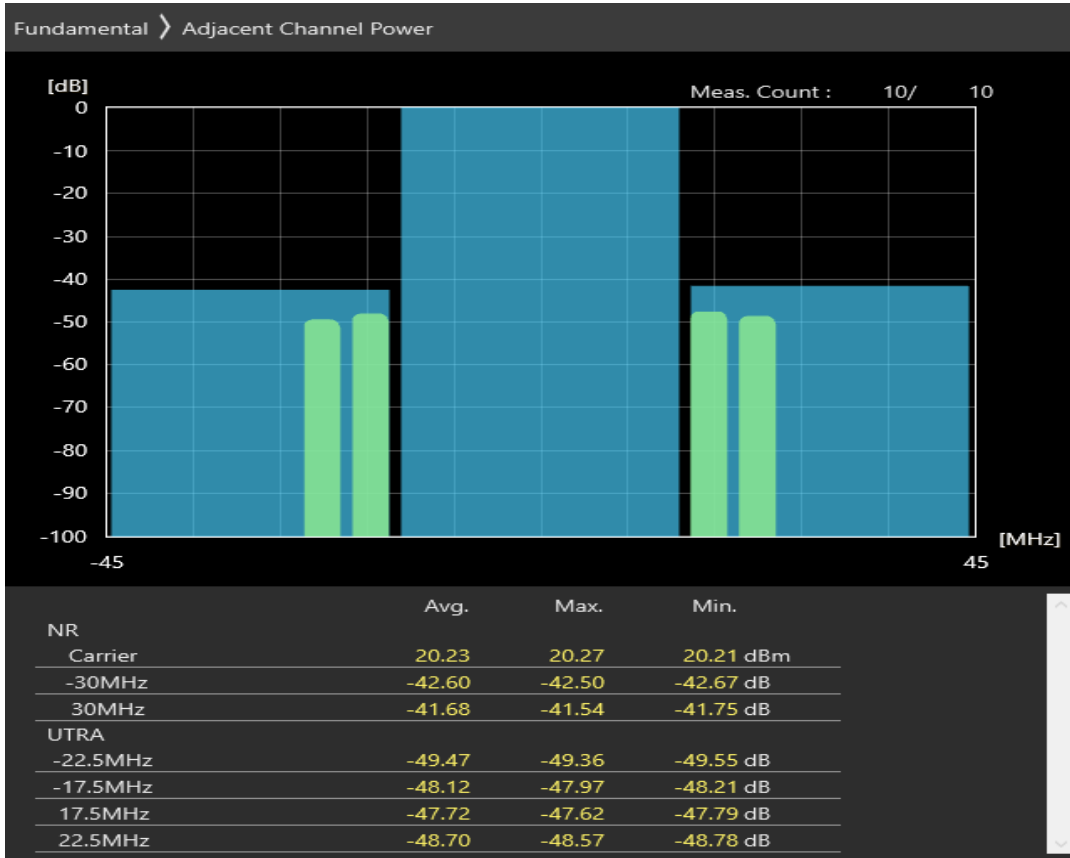 Fundamental ❭ Adjacent Channel Power
[dB]
Meas. Count : 10/ 10
0
-10
-20
-30
-40
-50
-60
-70
-80
-90
-100
[MHz]
-45 45
Avg. Max. Min.
NR
Carrier 20.23 20.27 20.21 dBm
-30MHz -42.60 -42.50 -42.67 dB
30MHz -41.68 -41.54 -41.75 dB
UTRA
-22.5MHz -49.47 -49.36 -49.55 dB
-17.5MHz -48.12 -47.97 -48.21 dB
17.5MHz -47.72 -47.62 -47.79 dB
22.5MHz -48.70 -48.57 -48.78 dB